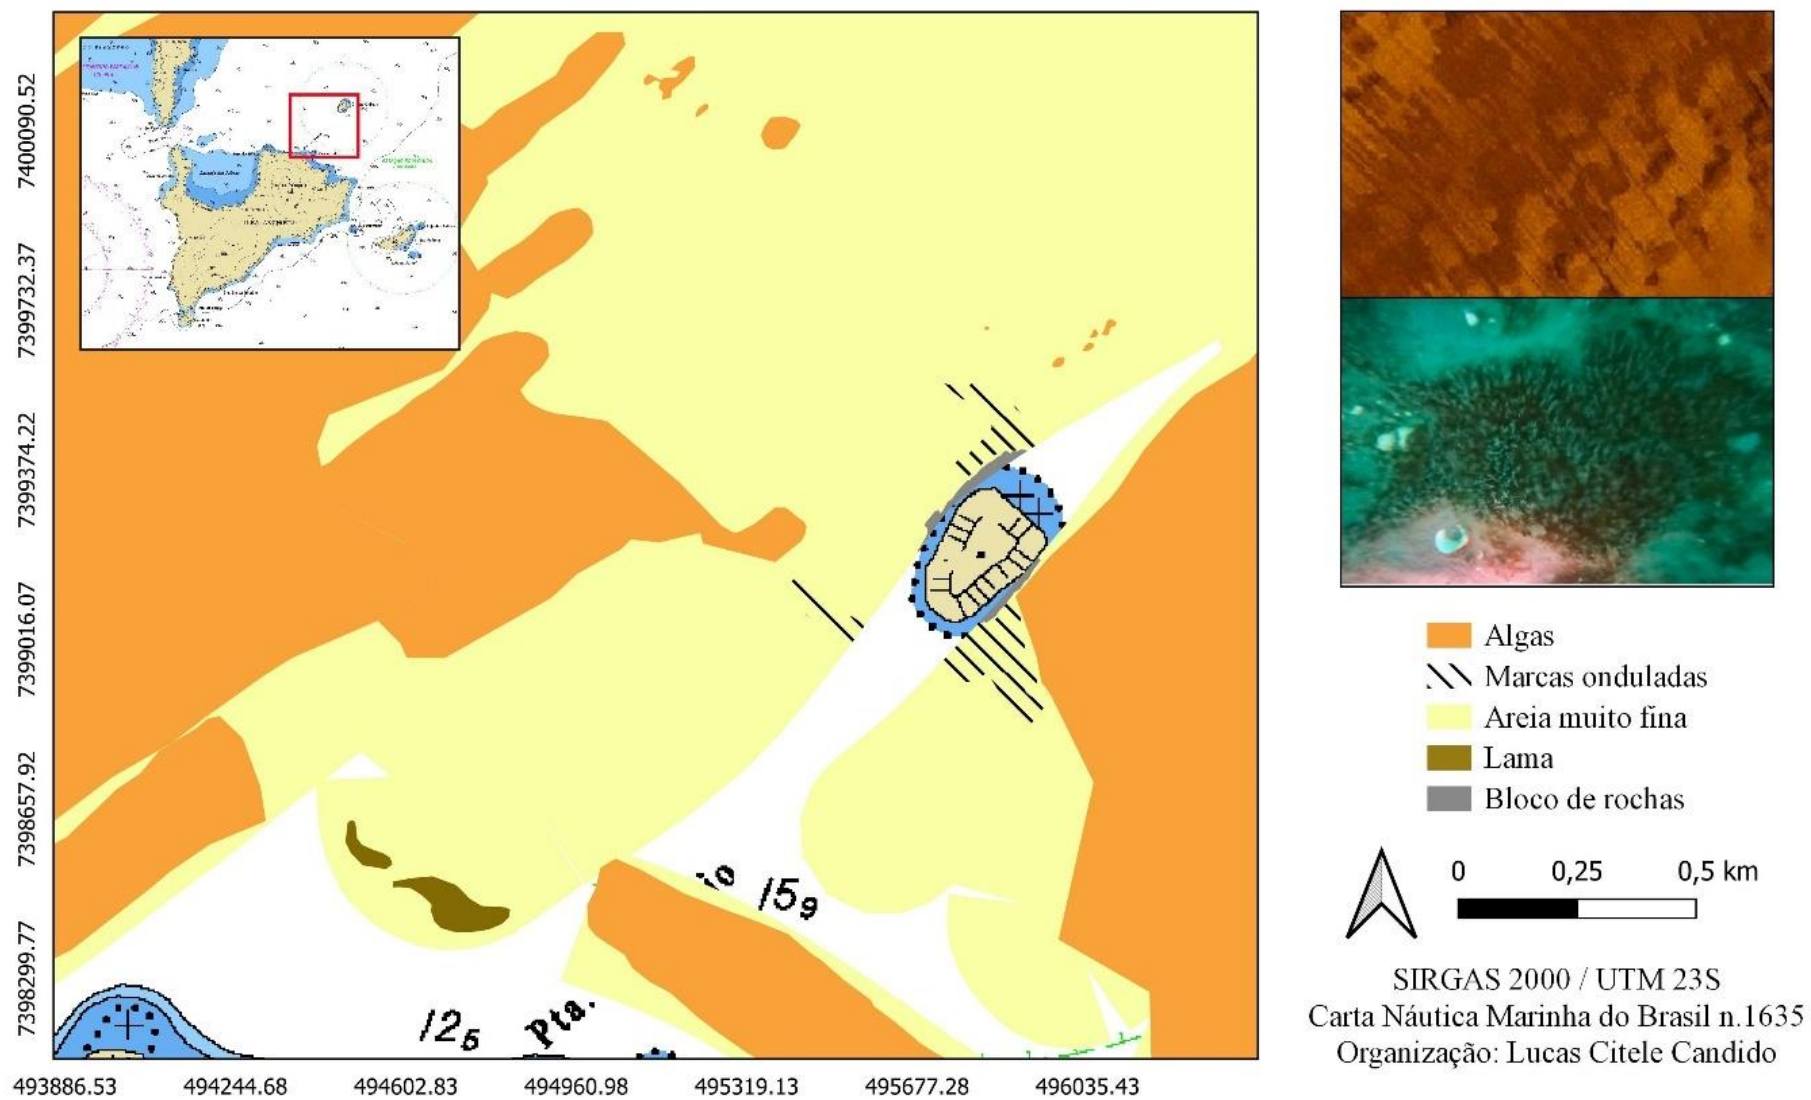 7400090.52
7399732.37
7399374.22
7399016.07
7398657.92
7398299.77
15₉
12₅
Pta.
493886.53
494244.68
494602.83
494960.98
495319.13
495677.28
496035.43
Algas
Marcas onduladas
Areia muito fina
Lama
Bloco de rochas
0 0,25 0,5 km
SIRGAS 2000 / UTM 23S
Carta Náutica Marinha do Brasil n.1635
Organização: Lucas Citele Candido